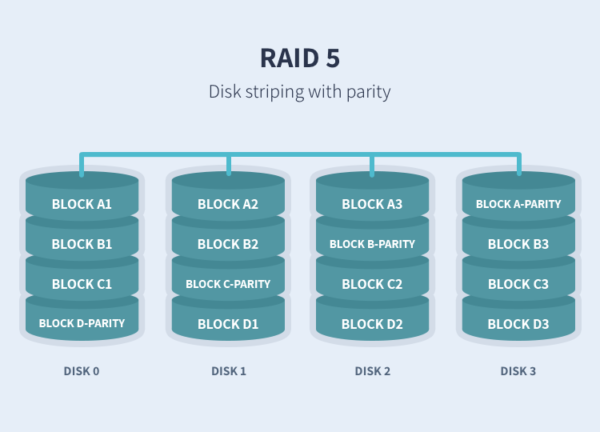 RAID 5
Disk striping with parity
BLOCK A1
BLOCK B1
BLOCK C1
BLOCK D-PARITY
DISK 0
BLOCK A2
BLOCK B2
BLOCK C-PARITY
BLOCK D1
DISK 1
BLOCK A3
BLOCK B-PARITY
BLOCK C2
BLOCK D2
DISK 2
BLOCK A-PARITY
BLOCK B3
BLOCK C3
BLOCK D3
DISK 3